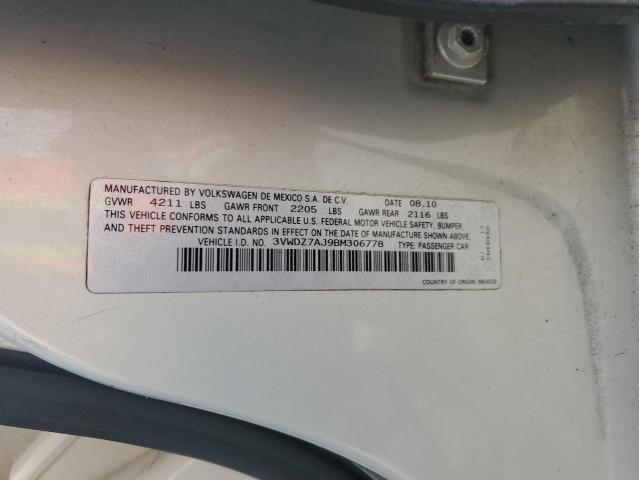 MANUFACTURED BY VOLKSWAGEN DE MEXICO S.A. DE C.V. DATE 08.10
GVWR 4211 LBS GAWR FRONT 2205 LBS GAWR REAR 2116 LBS
THIS VEHICLE CONFORMS TO ALL APPLICABLE U.S. FEDERAL MOTOR VEHICLE SAFETY, BUMPER,
AND THEFT PREVENTION STANDARDS IN EFFECT ON THE DATE OF MANUFACTURE SHOWN ABOVE.
VEHICLE I.D. NO. 3VWDZ7AJ9BM306778 TYPE: PASSENGER CAR
COUNTRY OF ORIGIN: MEXICO